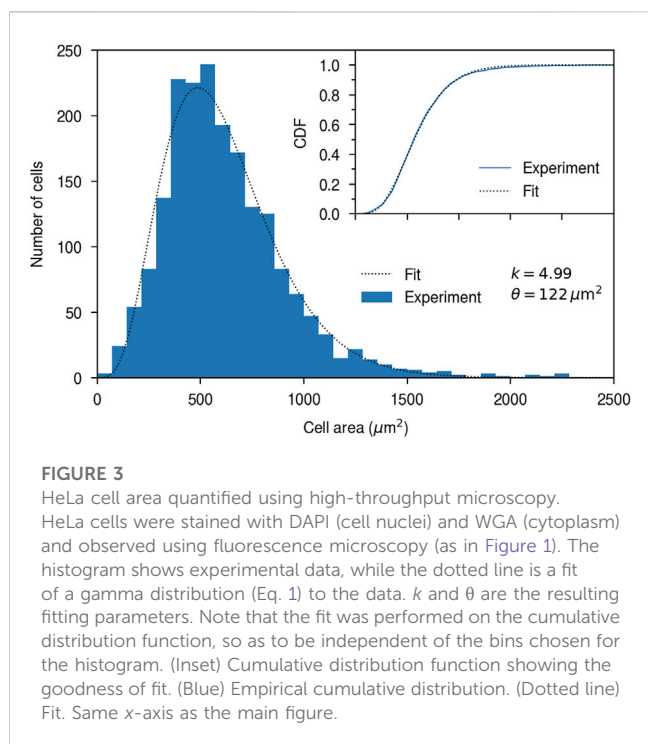 250
200
150
100
50
0
Number of cells
0 500 1000 1500 2000 2500
Cell area (μm²)
1.0
0.8
0.6
0.4
0.2
0.0
CDF
Experiment
Fit
Fit
Experiment
k = 4.99
θ = 122 μm²
FIGURE 3
HeLa cell area quantified using high-throughput microscopy.
HeLa cells were stained with DAPI (cell nuclei) and WGA (cytoplasm)
and observed using fluorescence microscopy (as in Figure 1). The
histogram shows experimental data, while the dotted line is a fit
of a gamma distribution (Eq. 1) to the data. k and θ are the resulting
fitting parameters. Note that the fit was performed on the cumulative
distribution function, so as to be independent of the bins chosen for
the histogram. (Inset) Cumulative distribution function showing the
goodness of fit. (Blue) Empirical cumulative distribution. (Dotted line)
Fit. Same x-axis as the main figure.